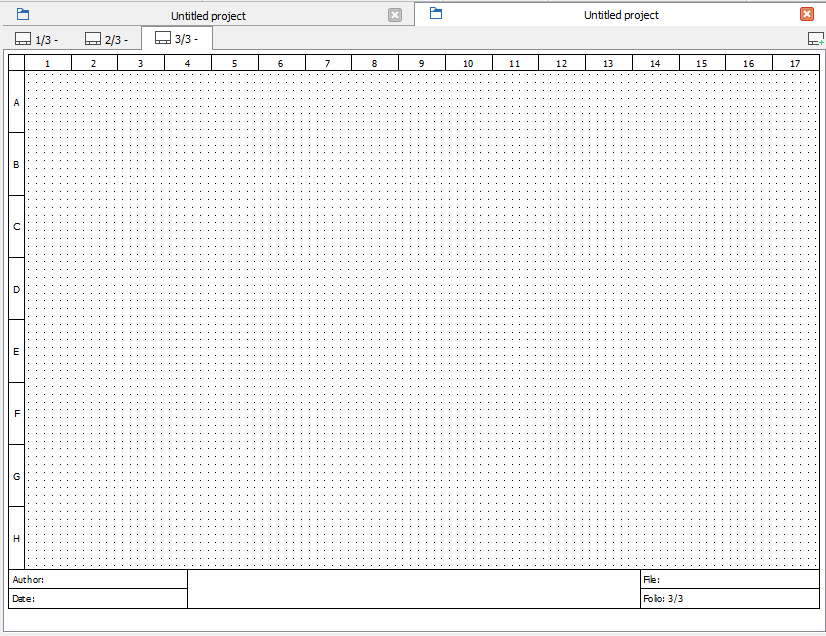 Untitled project Untitled project
1/3 - 2/3 - 3/3 -
1 2 3 4 5 6 7 8 9 10 11 12 13 14 15 16 17
A
B
C
D
E
F
G
H
Author: File:
Date: Folio: 3/3